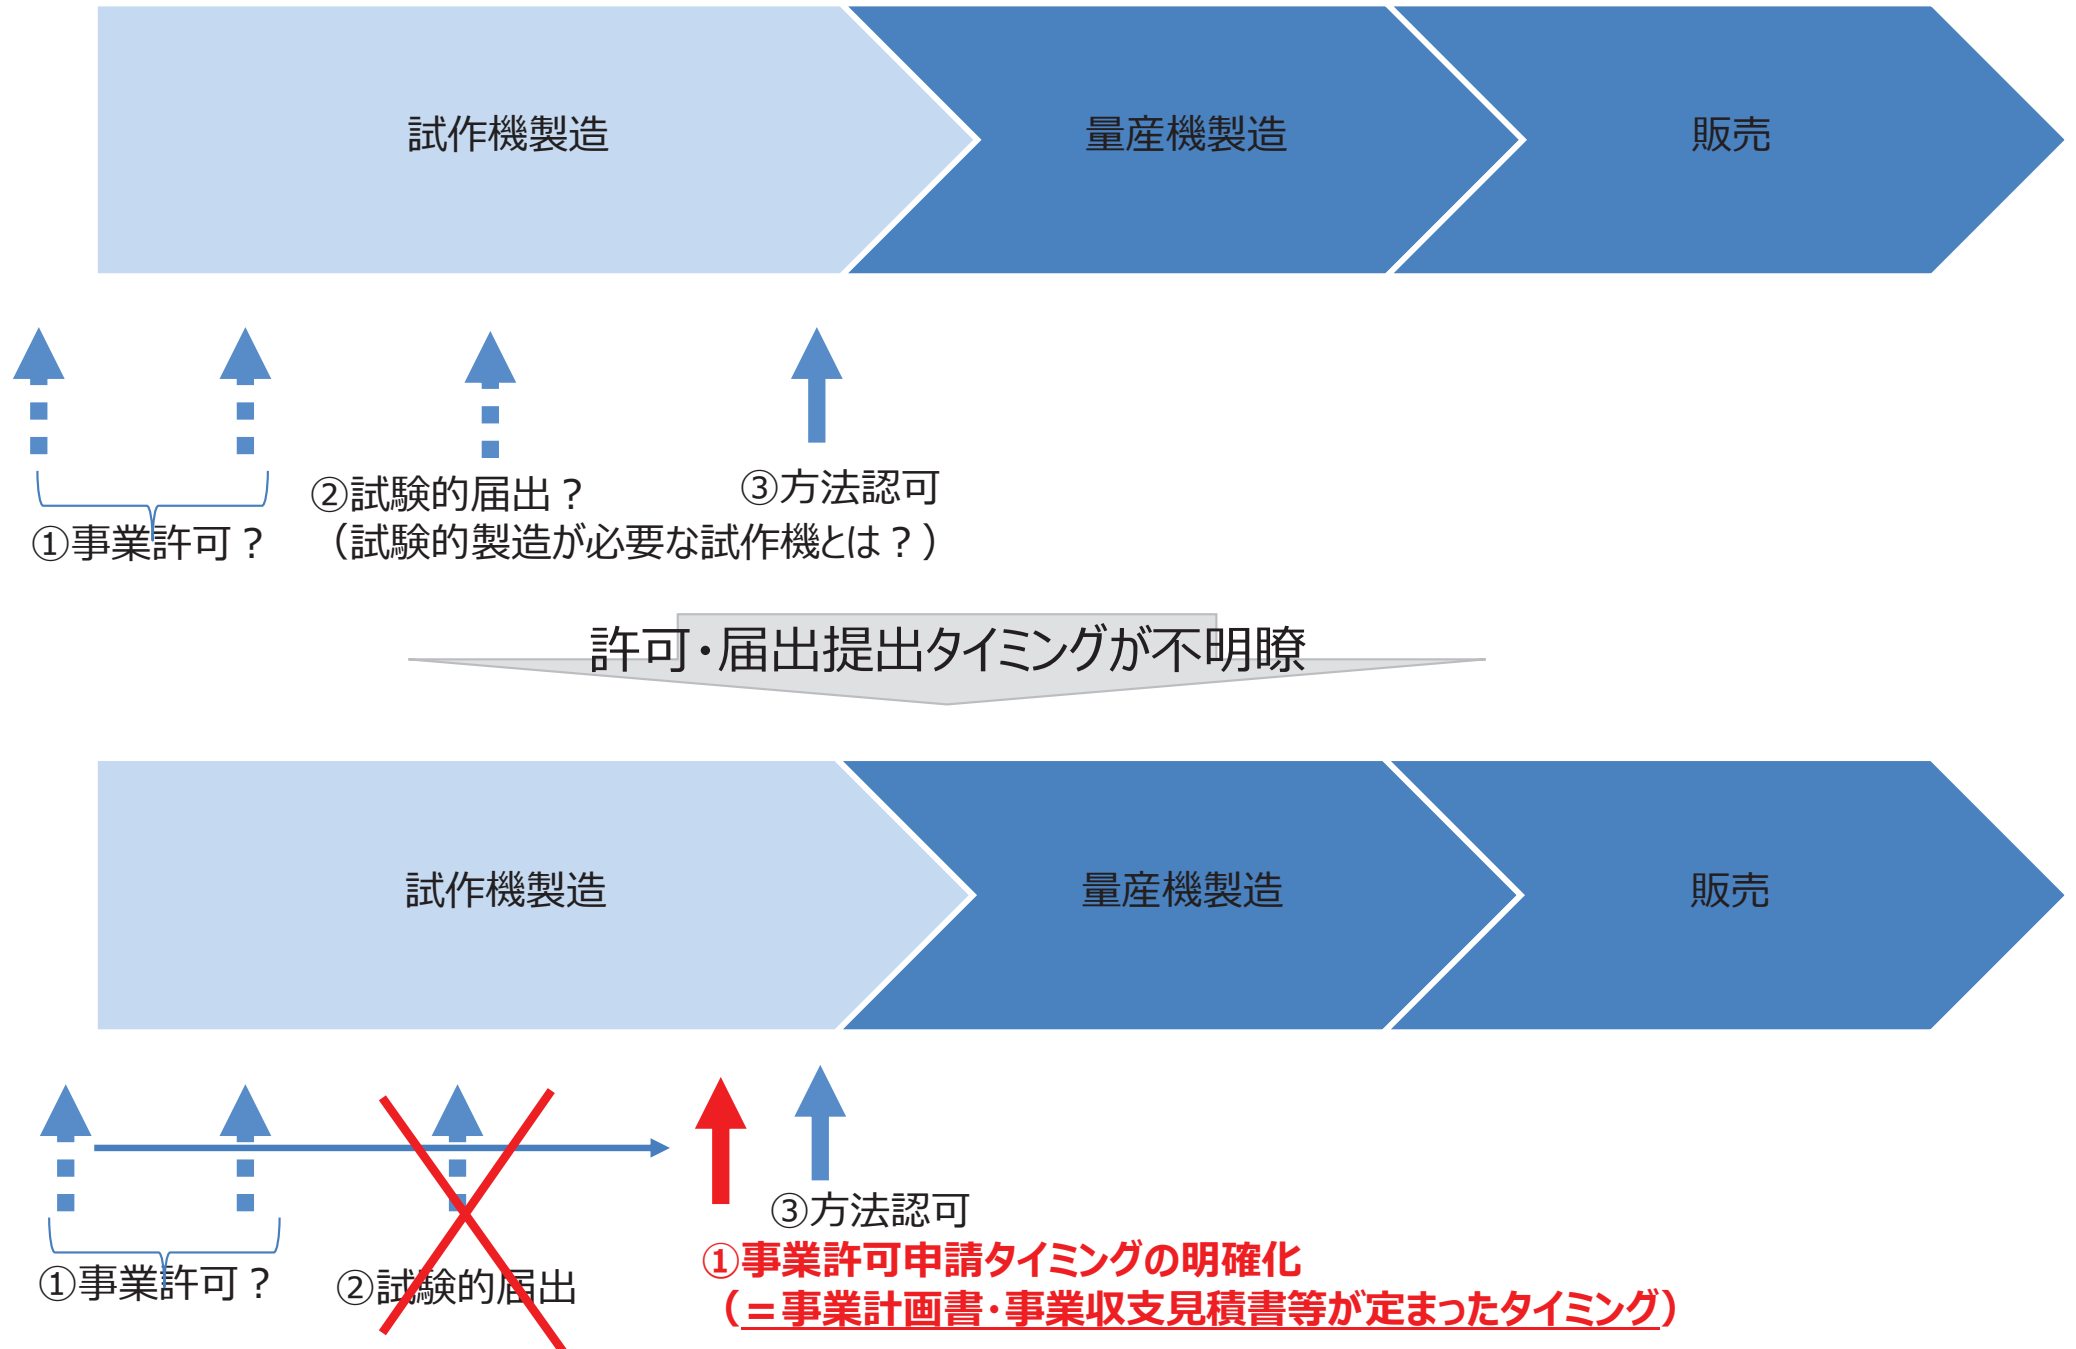 試作機製造
量産機製造
販売
①事業許可？
②試験的届出？
（試験的製造が必要な試作機とは？）
③方法認可
許可・届出提出タイミングが不明瞭
試作機製造
量産機製造
販売
①事業許可？
②試験的届出
③方法認可
①事業許可申請タイミングの明確化
（＝事業計画書・事業収支見積書等が定まったタイミング）